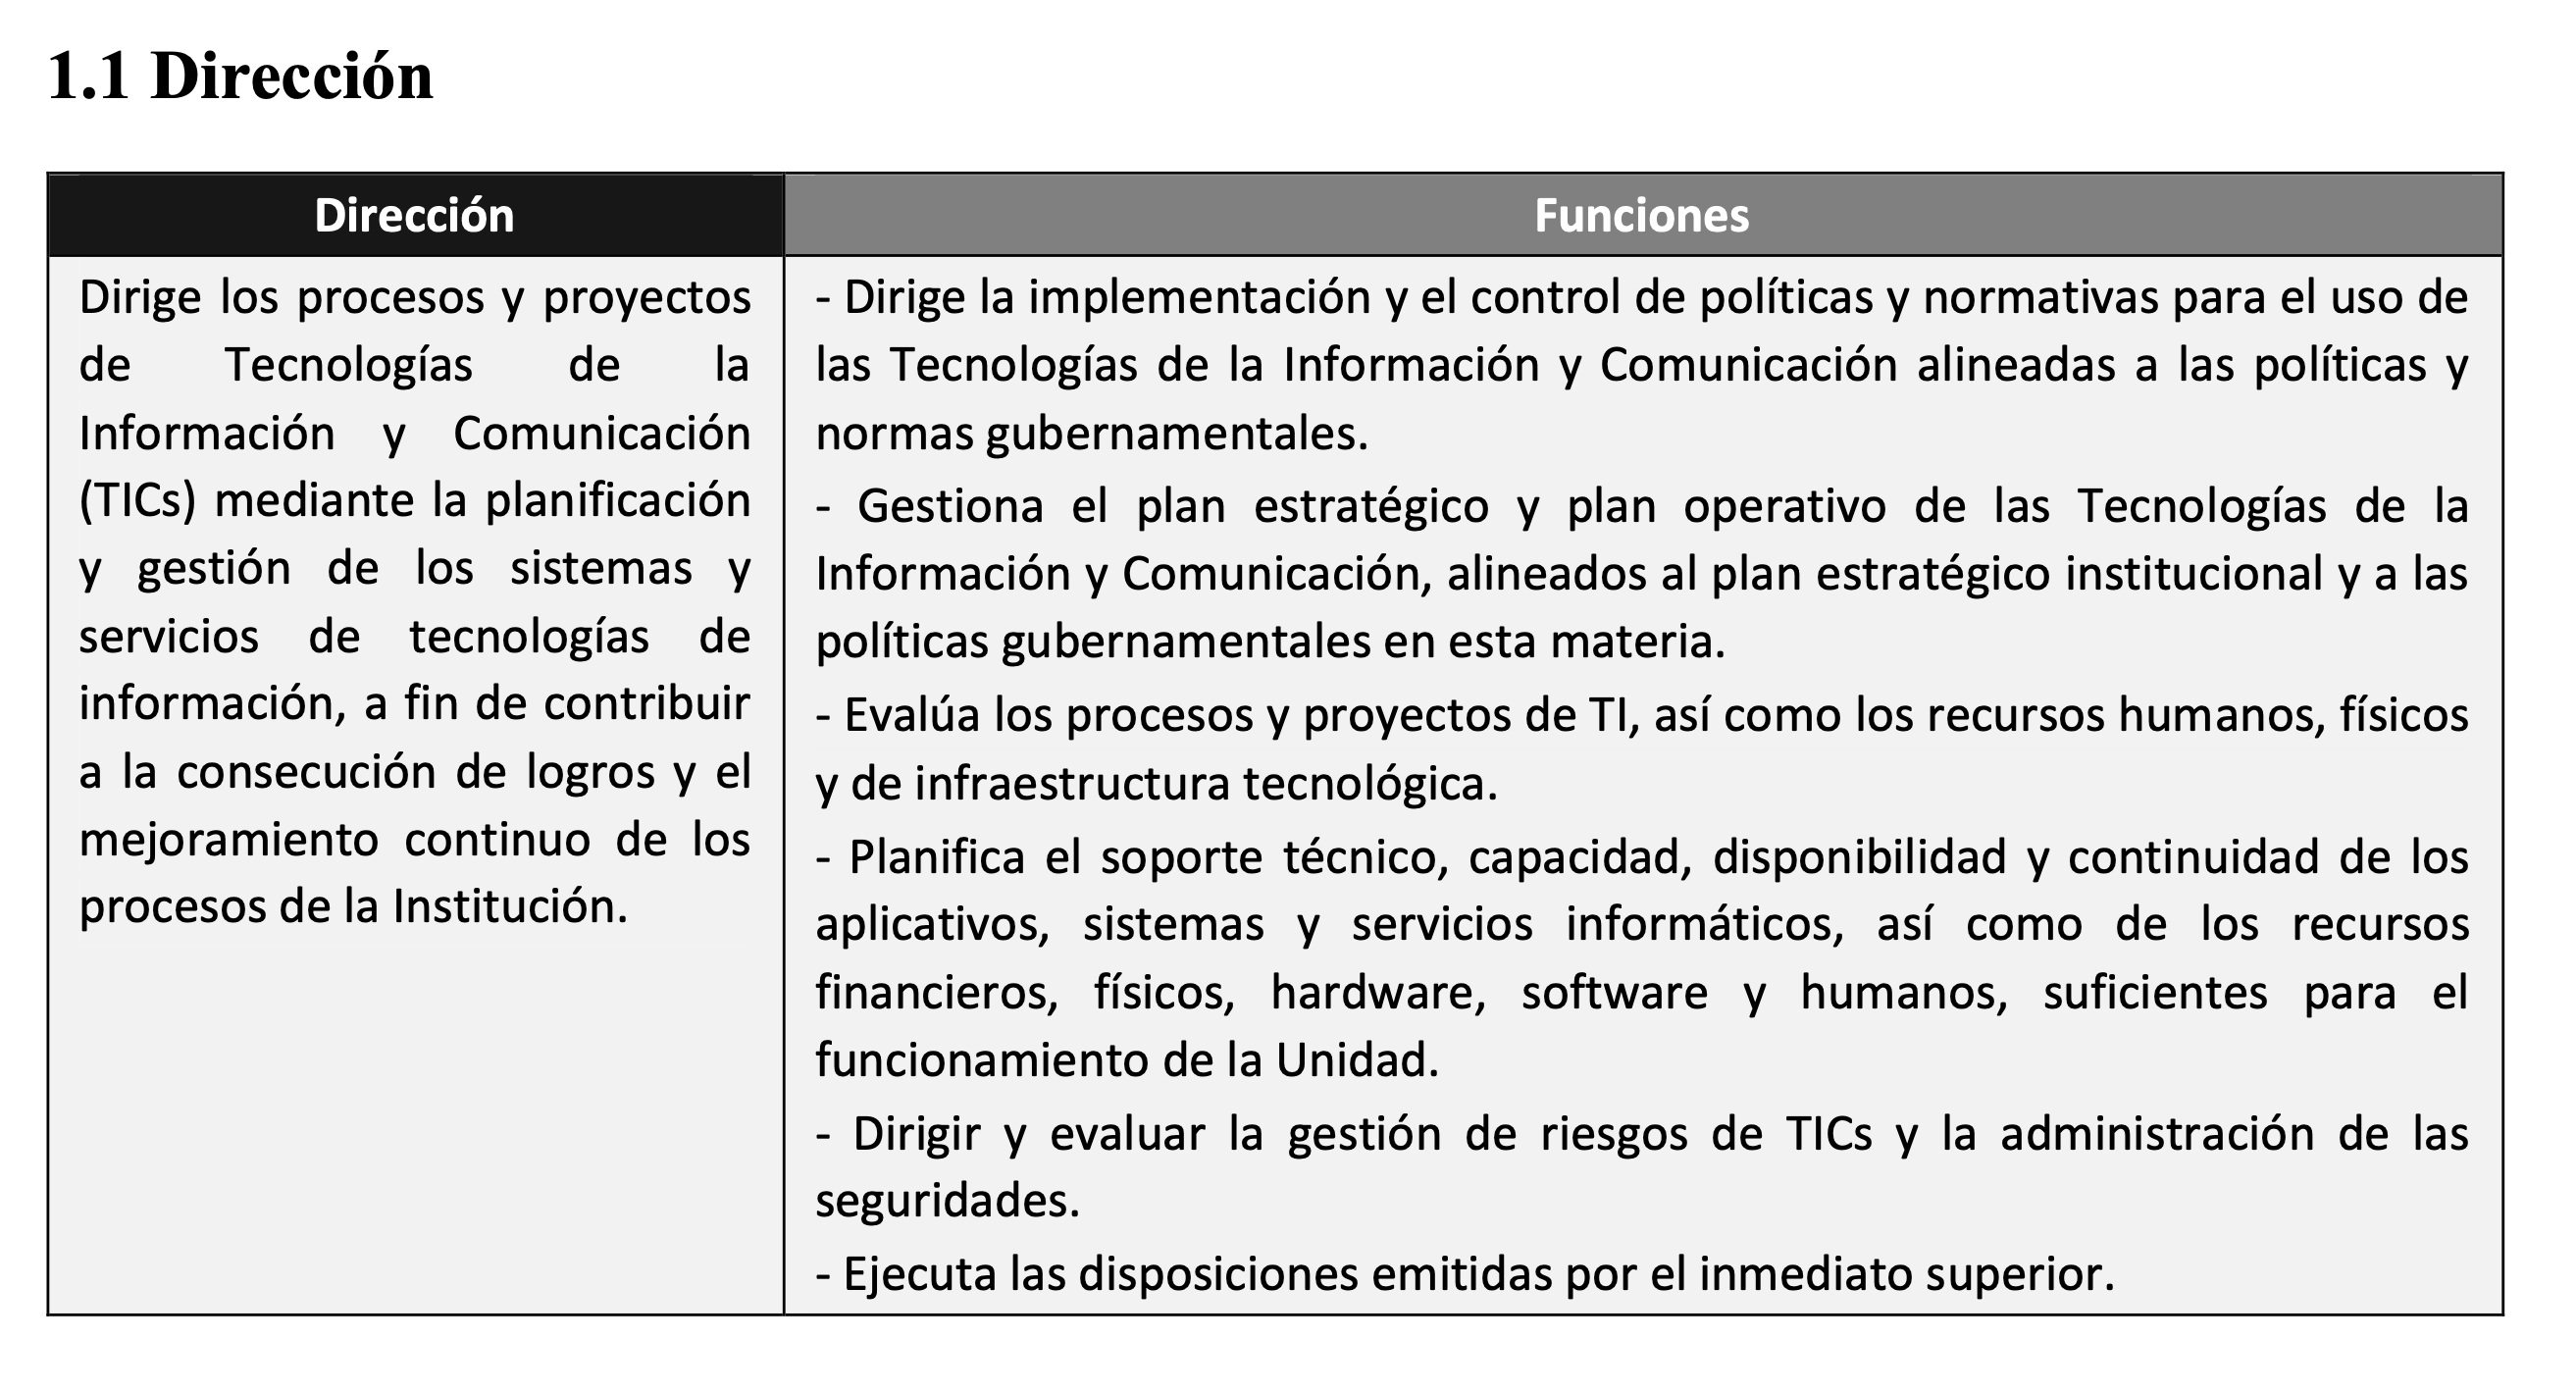 1.1 Dirección
Dirección
Funciones
Dirige los procesos y proyectos
de Tecnologías de la
Información y Comunicación
(TICs) mediante la planificación
y gestión de los sistemas y
servicios de tecnologías de
información, a fin de contribuir
a la consecución de logros y el
mejoramiento continuo de los
procesos de la Institución.
- Dirige la implementación y el control de políticas y normativas para el uso de
las Tecnologías de la Información y Comunicación alineadas a las políticas y
normas gubernamentales.
- Gestiona el plan estratégico y plan operativo de las Tecnologías de la
Información y Comunicación, alineados al plan estratégico institucional y a las
políticas gubernamentales en esta materia.
- Evalúa los procesos y proyectos de TI, así como los recursos humanos, físicos
y de infraestructura tecnológica.
- Planifica el soporte técnico, capacidad, disponibilidad y continuidad de los
aplicativos, sistemas y servicios informáticos, así como de los recursos
financieros, físicos, hardware, software y humanos, suficientes para el
funcionamiento de la Unidad.
- Dirigir y evaluar la gestión de riesgos de TICs y la administración de las
seguridades.
- Ejecuta las disposiciones emitidas por el inmediato superior.